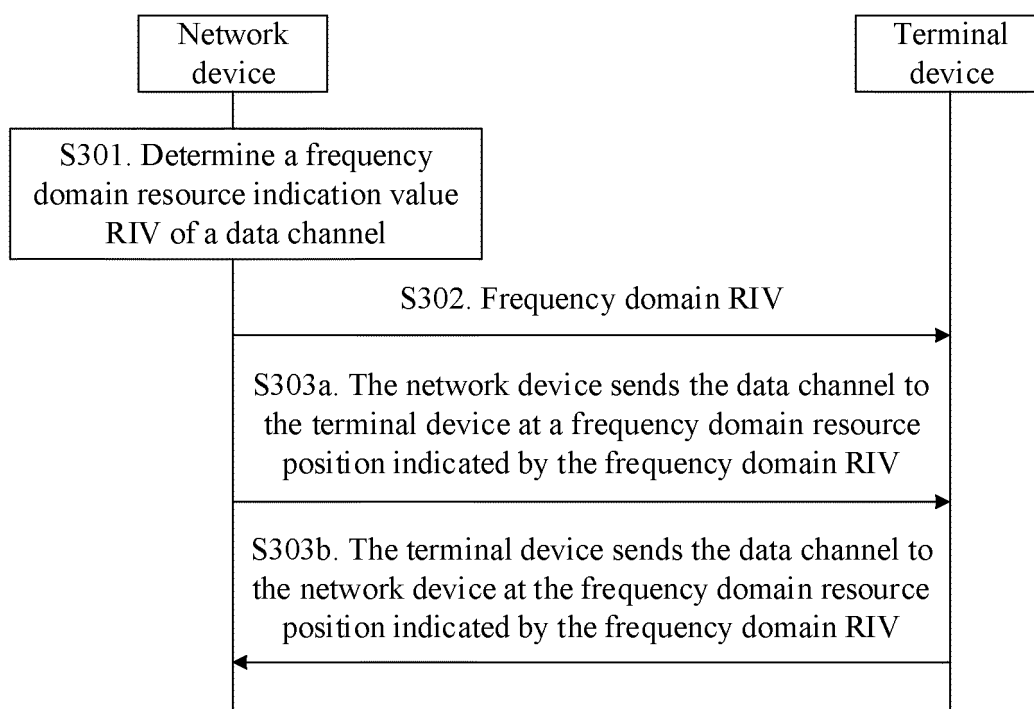 Network
device
Terminal
device
S301. Determine a frequency
domain resource indication value
RIV of a data channel
S302. Frequency domain RIV
S303a. The network device sends the data channel to
the terminal device at a frequency domain resource
position indicated by the frequency domain RIV
S303b. The terminal device sends the data channel to
the network device at the frequency domain resource
position indicated by the frequency domain RIV